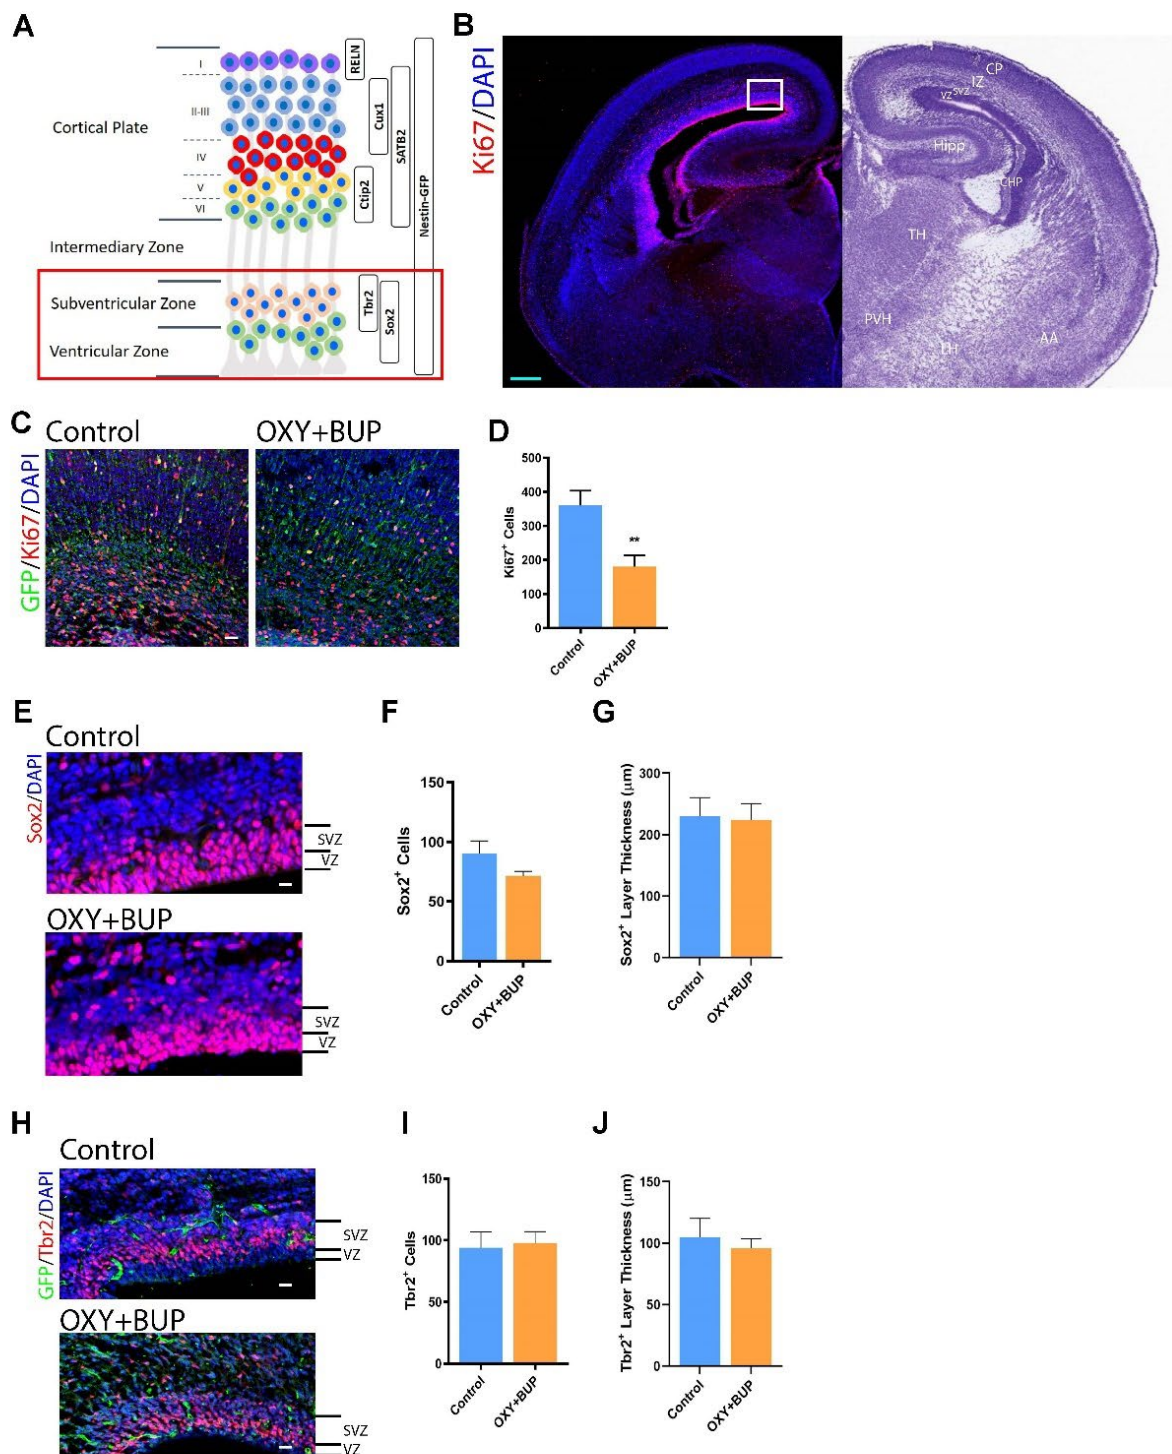 A
Cortical Plate
I
II-III
IV
V
VI
RELN
Cux1
SATB2
Ctip2
Nestin-GFP
Intermediary Zone
Subventricular Zone
Ventricular Zone
Tbr2
Sox2
B
Ki67/DAPI
CP
IZ
SVZ
VZ
Hipp
CHP
TH
PVH
LH
AA
C
Control
OXY+BUP
GFP/Ki67/DAPI
D
Ki67+ Cells
500
400
300
200
100
0
**
Control
OXY+BUP
E
Control
Sox2/DAPI
SVZ
VZ
OXY+BUP
SVZ
VZ
F
Sox2+ Cells
150
100
50
0
Control
OXY+BUP
G
Sox2+ Layer Thickness (µm)
300
200
100
0
Control
OXY+BUP
H
Control
GFP/Tbr2/DAPI
SVZ
VZ
OXY+BUP
SVZ
VZ
I
Tbr2+ Cells
150
100
50
0
Control
OXY+BUP
J
Tbr2+ Layer Thickness (µm)
150
100
50
0
Control
OXY+BUP